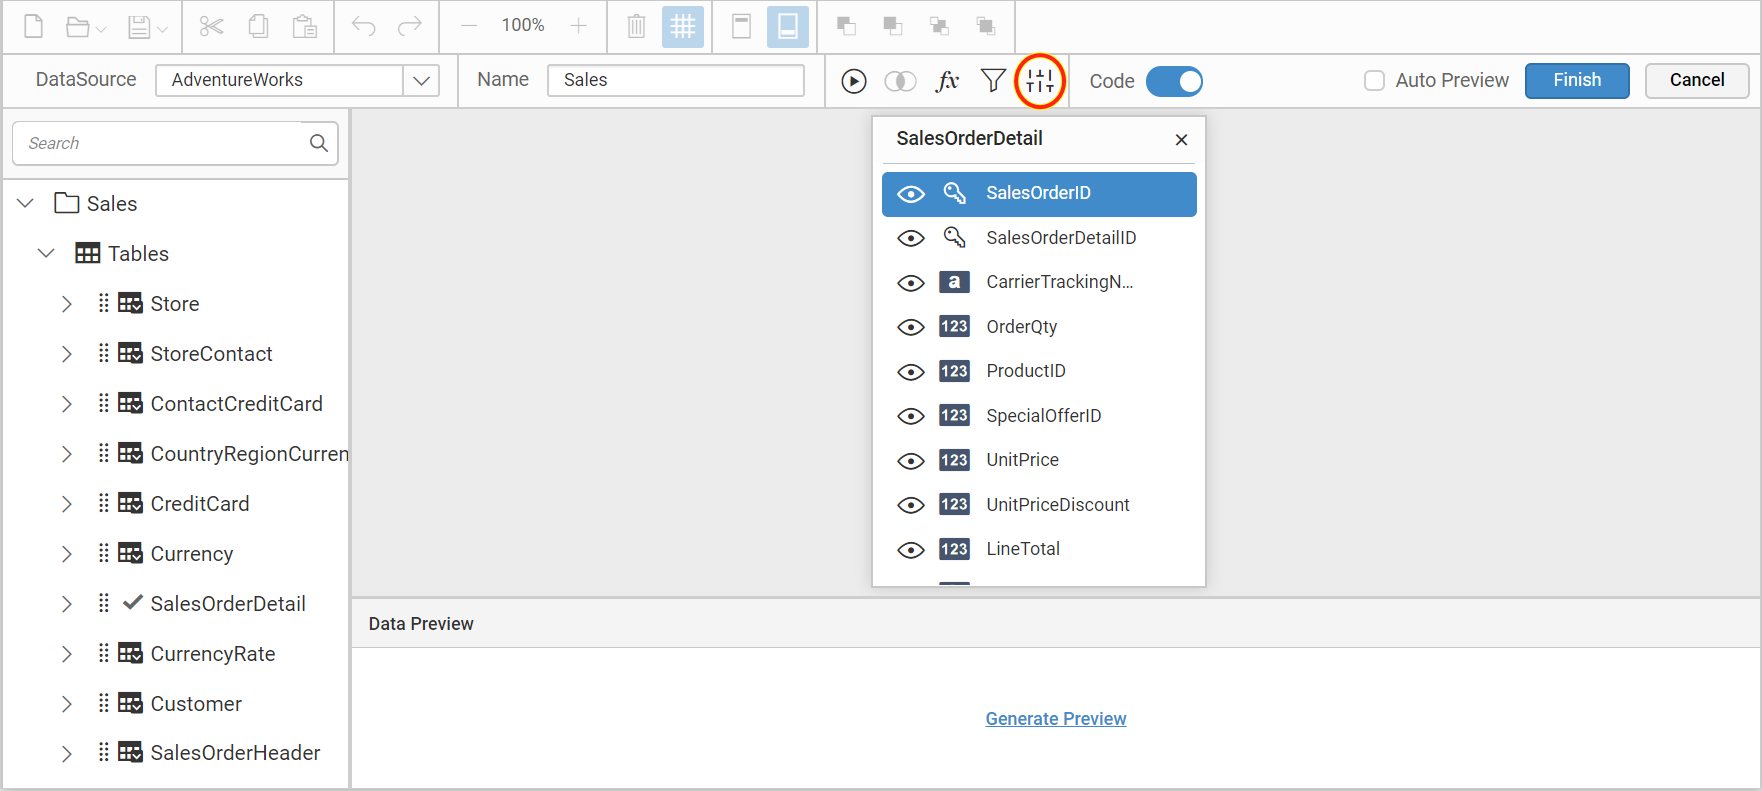 100%
DataSource AdventureWorks Name Sales fx Code Auto Preview Finish Cancel
Search
Sales
Tables
Store
StoreContact
ContactCreditCard
CountryRegionCurren
CreditCard
Currency
SalesOrderDetail
CurrencyRate
Customer
SalesOrderHeader
SalesOrderDetail
SalesOrderID
SalesOrderDetailID
a CarrierTrackingN...
123 OrderQty
123 ProductID
123 SpecialOfferID
123 UnitPrice
123 UnitPriceDiscount
123 LineTotal
Data Preview
Generate Preview